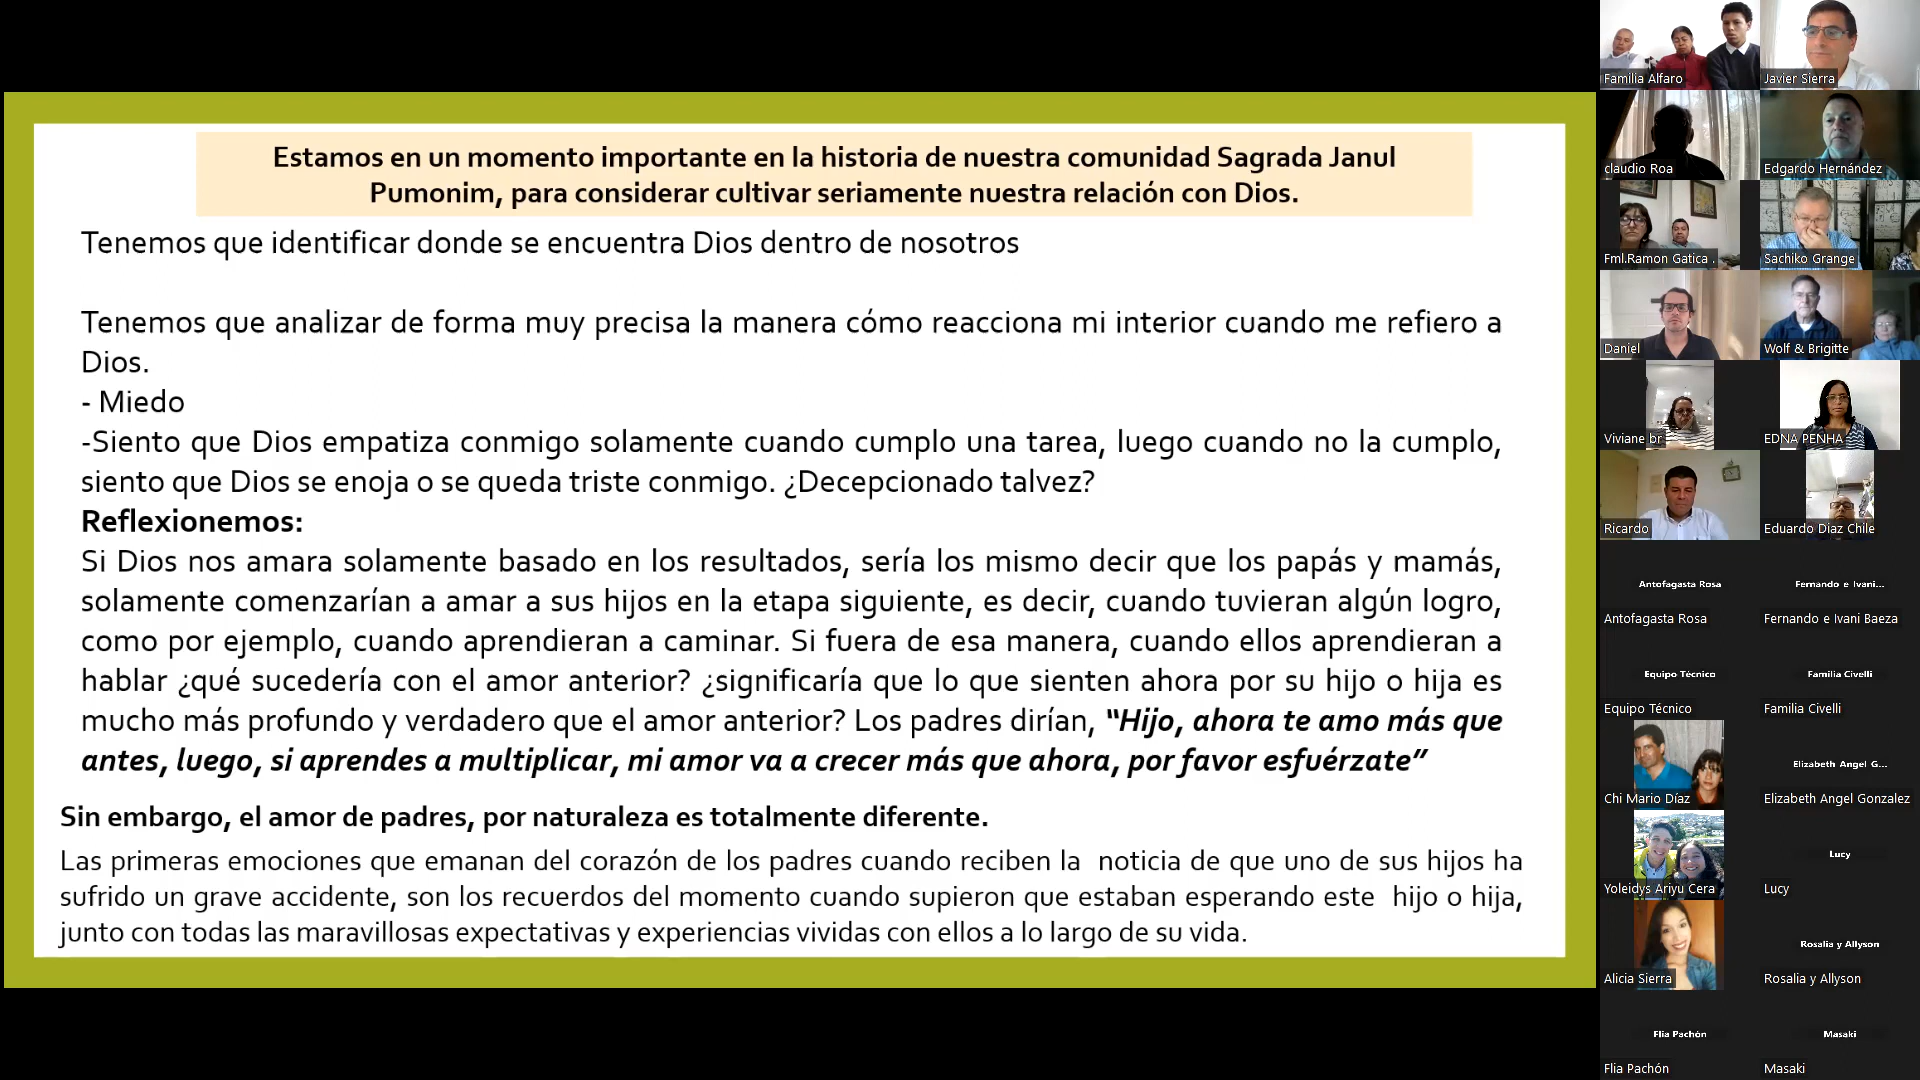 Estamos en un momento importante en la historia de nuestra comunidad Sagrada Janul
Pumonim, para considerar cultivar seriamente nuestra relación con Dios.
Tenemos que identificar donde se encuentra Dios dentro de nosotros
Tenemos que analizar de forma muy precisa la manera cómo reacciona mi interior cuando me refiero a
Dios.
- Miedo
-Siento que Dios empatiza conmigo solamente cuando cumplo una tarea, luego cuando no la cumplo,
siento que Dios se enoja o se queda triste conmigo. ¿Decepcionado talvez?
Reflexionemos:
Si Dios nos amara solamente basado en los resultados, sería los mismo decir que los papás y mamás,
solamente comenzarían a amar a sus hijos en la etapa siguiente, es decir, cuando tuvieran algún logro,
como por ejemplo, cuando aprendieran a caminar. Si fuera de esa manera, cuando ellos aprendieran a
hablar ¿qué sucedería con el amor anterior? ¿significaría que lo que sienten ahora por su hijo o hija es
mucho más profundo y verdadero que el amor anterior? Los padres dirían, “Hijo, ahora te amo más que
antes, luego, si aprendes a multiplicar, mi amor va a crecer más que ahora, por favor esfuérzate”
Sin embargo, el amor de padres, por naturaleza es totalmente diferente.
Las primeras emociones que emanan del corazón de los padres cuando reciben la noticia de que uno de sus hijos ha
sufrido un grave accidente, son los recuerdos del momento cuando supieron que estaban esperando este hijo o hija,
junto con todas las maravillosas expectativas y experiencias vividas con ellos a lo largo de su vida.
Familia Alfaro
Javier Sierra
claudio Roa
Edgardo Hernández
Fml.Ramon Gatica .
Sachiko Grange
Daniel
Wolf & Brigitte
Viviane br
EDNA PENHA
Ricardo
Eduardo Díaz Chile
Antofagasta Rosa
Fernando e Ivani...
Antofagasta Rosa
Fernando e Ivani Baeza
Equipo Técnico
Familia Civelli
Equipo Técnico
Familia Civelli
Elizabeth Angel G...
Chi Mario Díaz
Elizabeth Angel Gonzalez
Lucy
Yoleidys Ariyu Cera
Lucy
Rosalia y Allyson
Alicia Sierra
Rosalia y Allyson
Flia Pachón
Masaki
Flia Pachón
Masaki